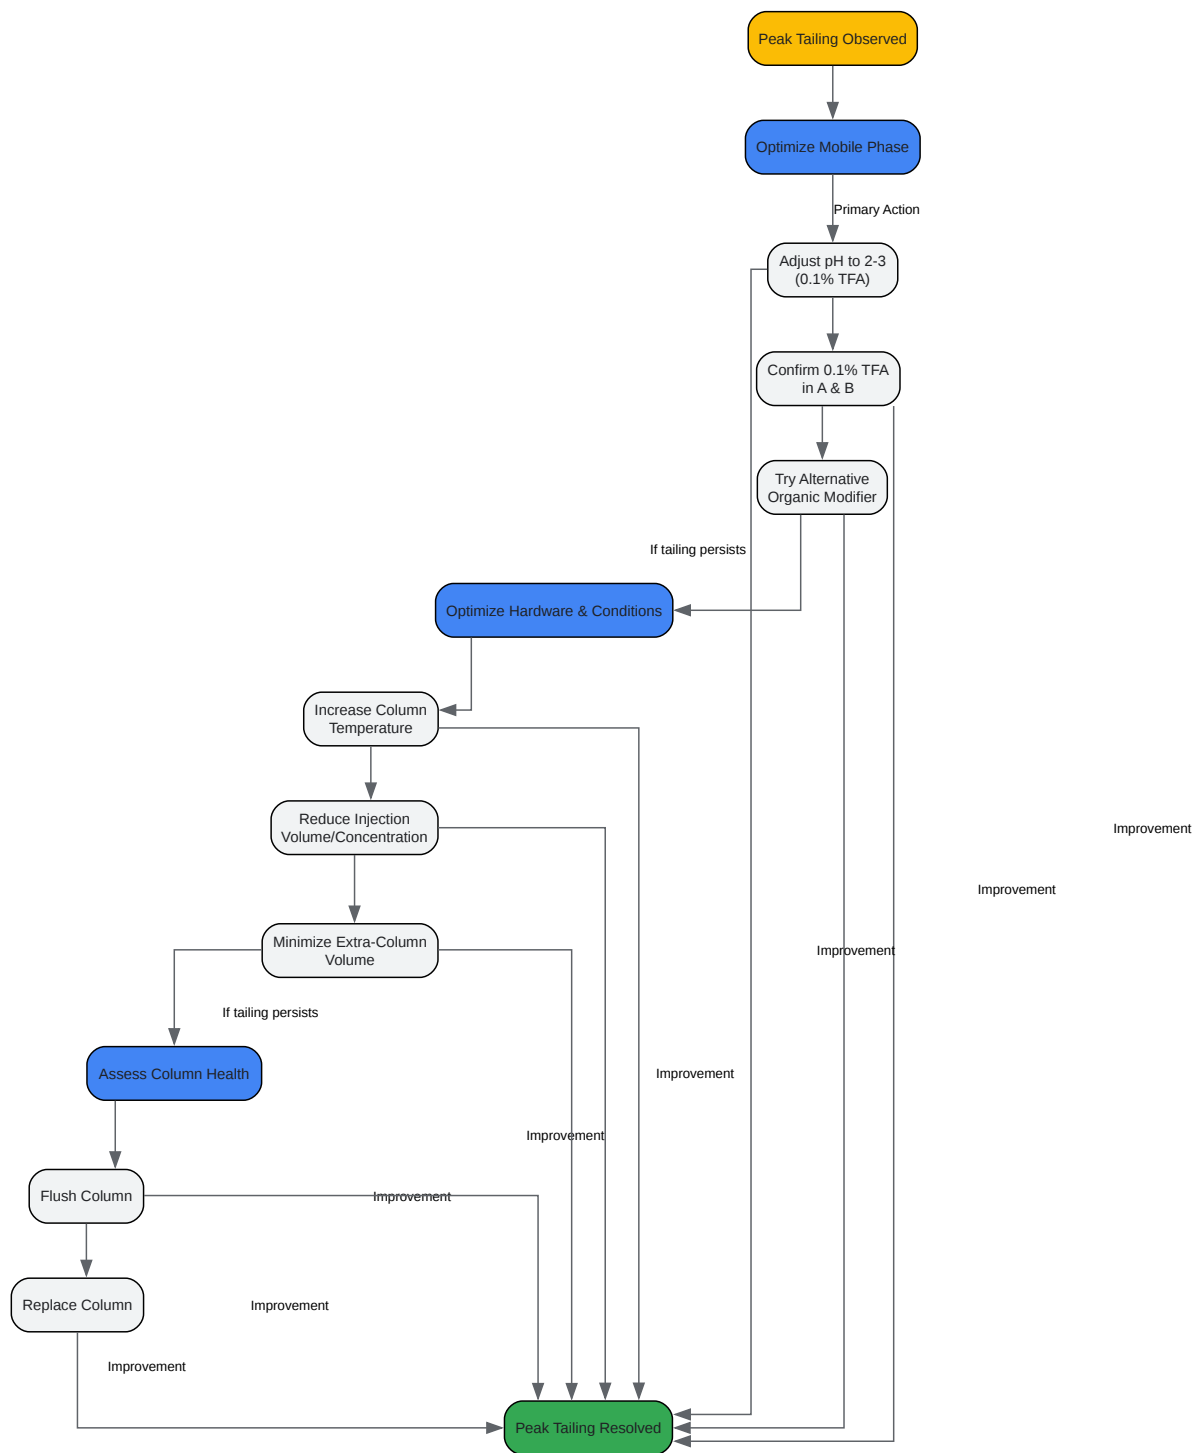 Peak Tailing Observed
Optimize Mobile Phase
Primary Action
Adjust pH to 2-3
(0.1% TFA)
Confirm 0.1% TFA
in A & B
Try Alternative
Organic Modifier
If tailing persists
Optimize Hardware & Conditions
Increase Column
Temperature
Reduce Injection
Volume/Concentration
Improvement
Improvement
Minimize Extra-Column
Volume
Improvement
If tailing persists
Assess Column Health
Improvement
Improvement
Flush Column
Improvement
Replace Column
Improvement
Improvement
Peak Tailing Resolved